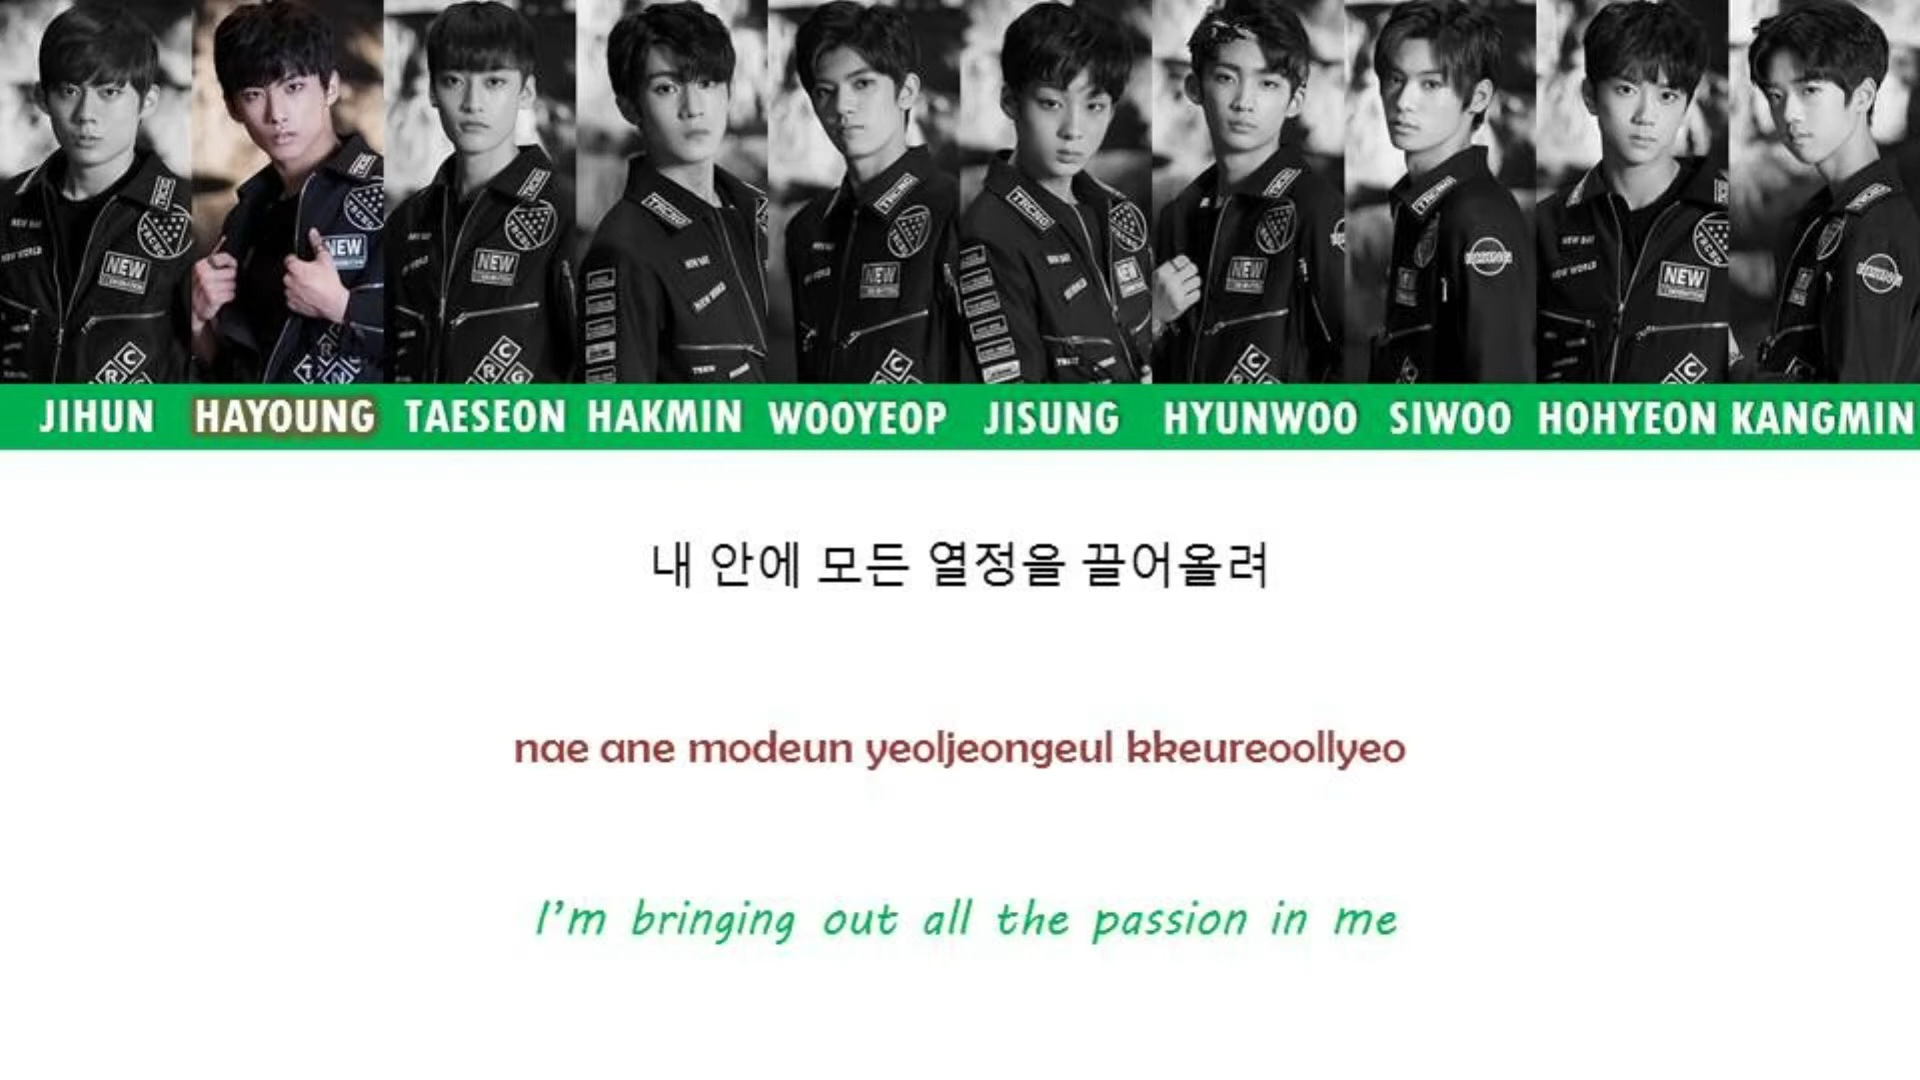 JIHUN HAYOUNG TAESEON HAKMIN WOOYEOP JISUNG HYUNWOO SIWOO HOHYEON KANGMIN
내 안에 모든 열정을 끌어올려
nae ane modeun yeoljeongeul kkeureoollyeo
I'm bringing out all the passion in me